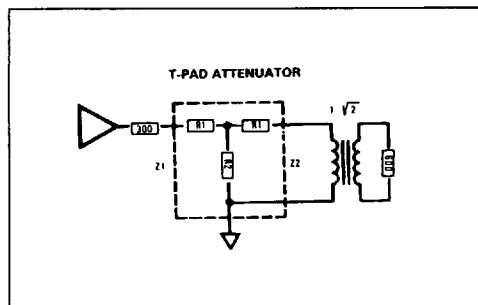 T-PAD ATTENUATOR
1 √2
300
R1
R1
Z1
R2
Z2
600